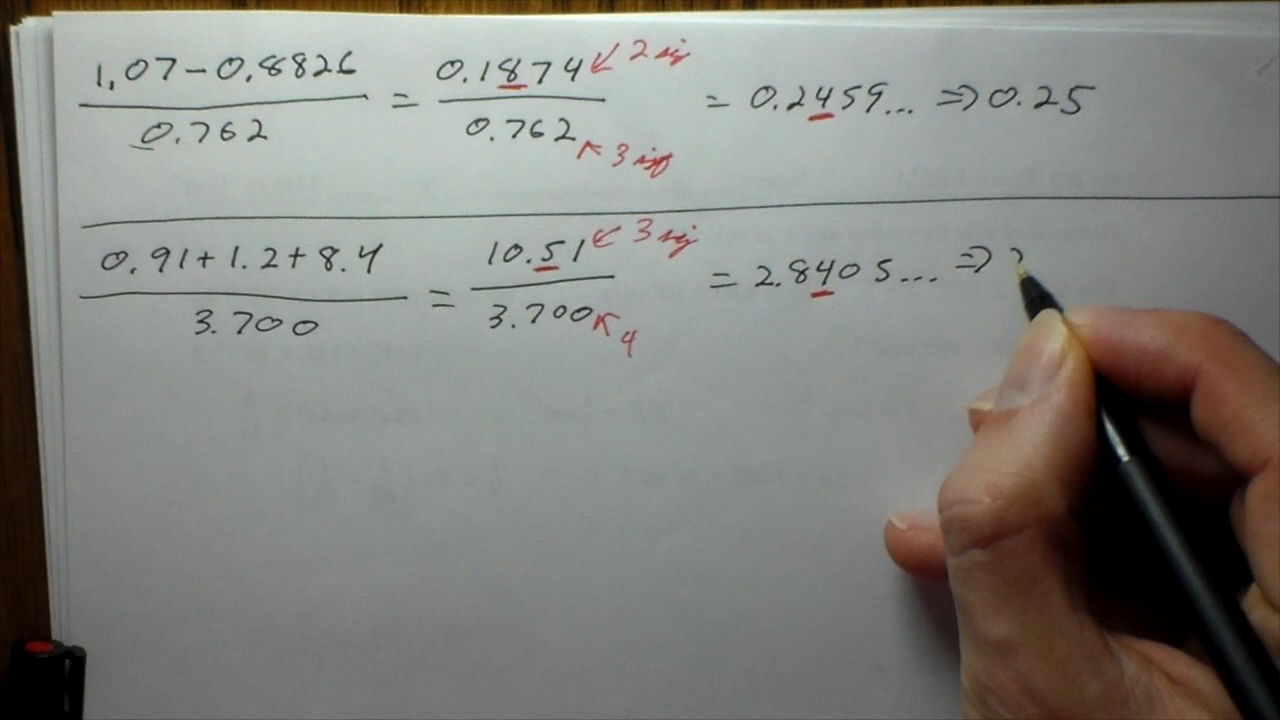 1.07-0.8826 / 0.762 = 0.1874 / 0.762 = 0.2459... ⇒ 0.25
↙ 2 sig
↖ 3 sig
0.91+1.2+8.4 / 3.700 = 10.51 / 3.700 = 2.8405... ⇒
↙ 3 sig
↖ 4